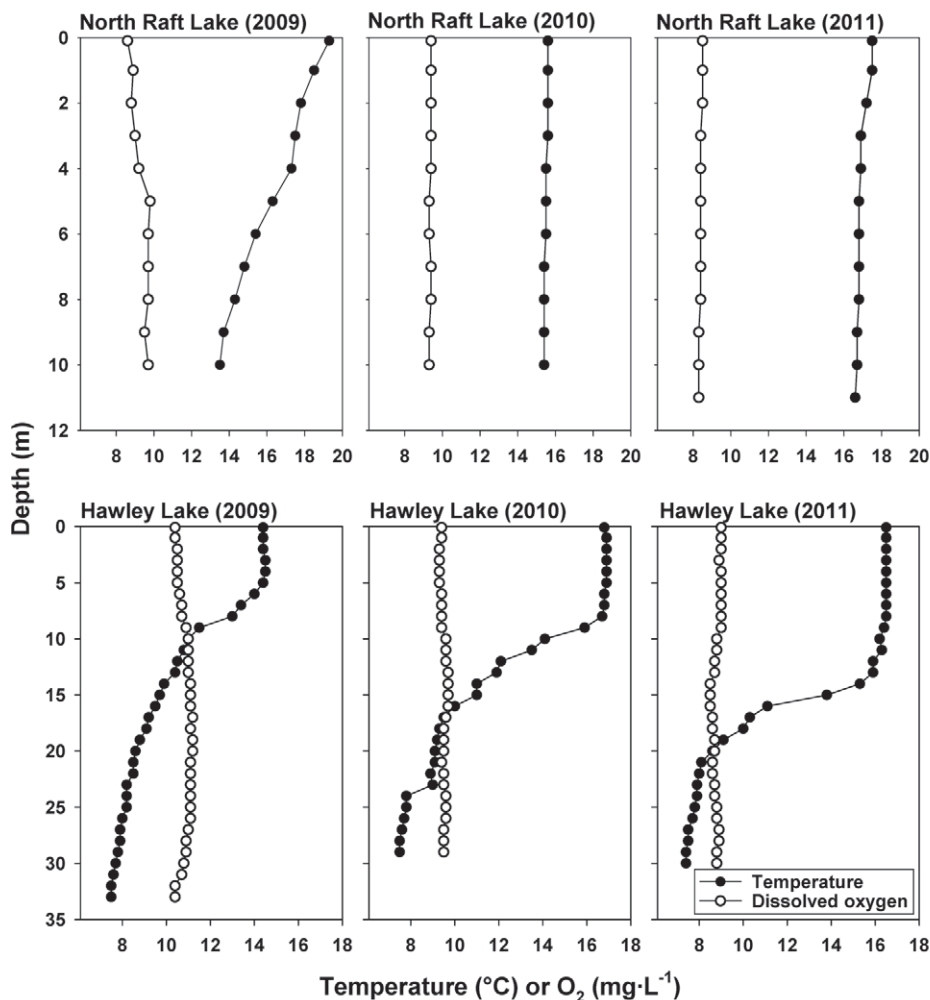 North Raft Lake (2009) North Raft Lake (2010) North Raft Lake (2011)
0
2
4
6
8
10
12
8 10 12 14 16 18 20 8 10 12 14 16 18 20 8 10 12 14 16 18 20
Depth (m)
Hawley Lake (2009) Hawley Lake (2010) Hawley Lake (2011)
0
5
10
15
20
25
30
35
Temperature
Dissolved oxygen
8 10 12 14 16 18 8 10 12 14 16 18 8 10 12 14 16 18
Temperature (°C) or O₂ (mg·L⁻¹)